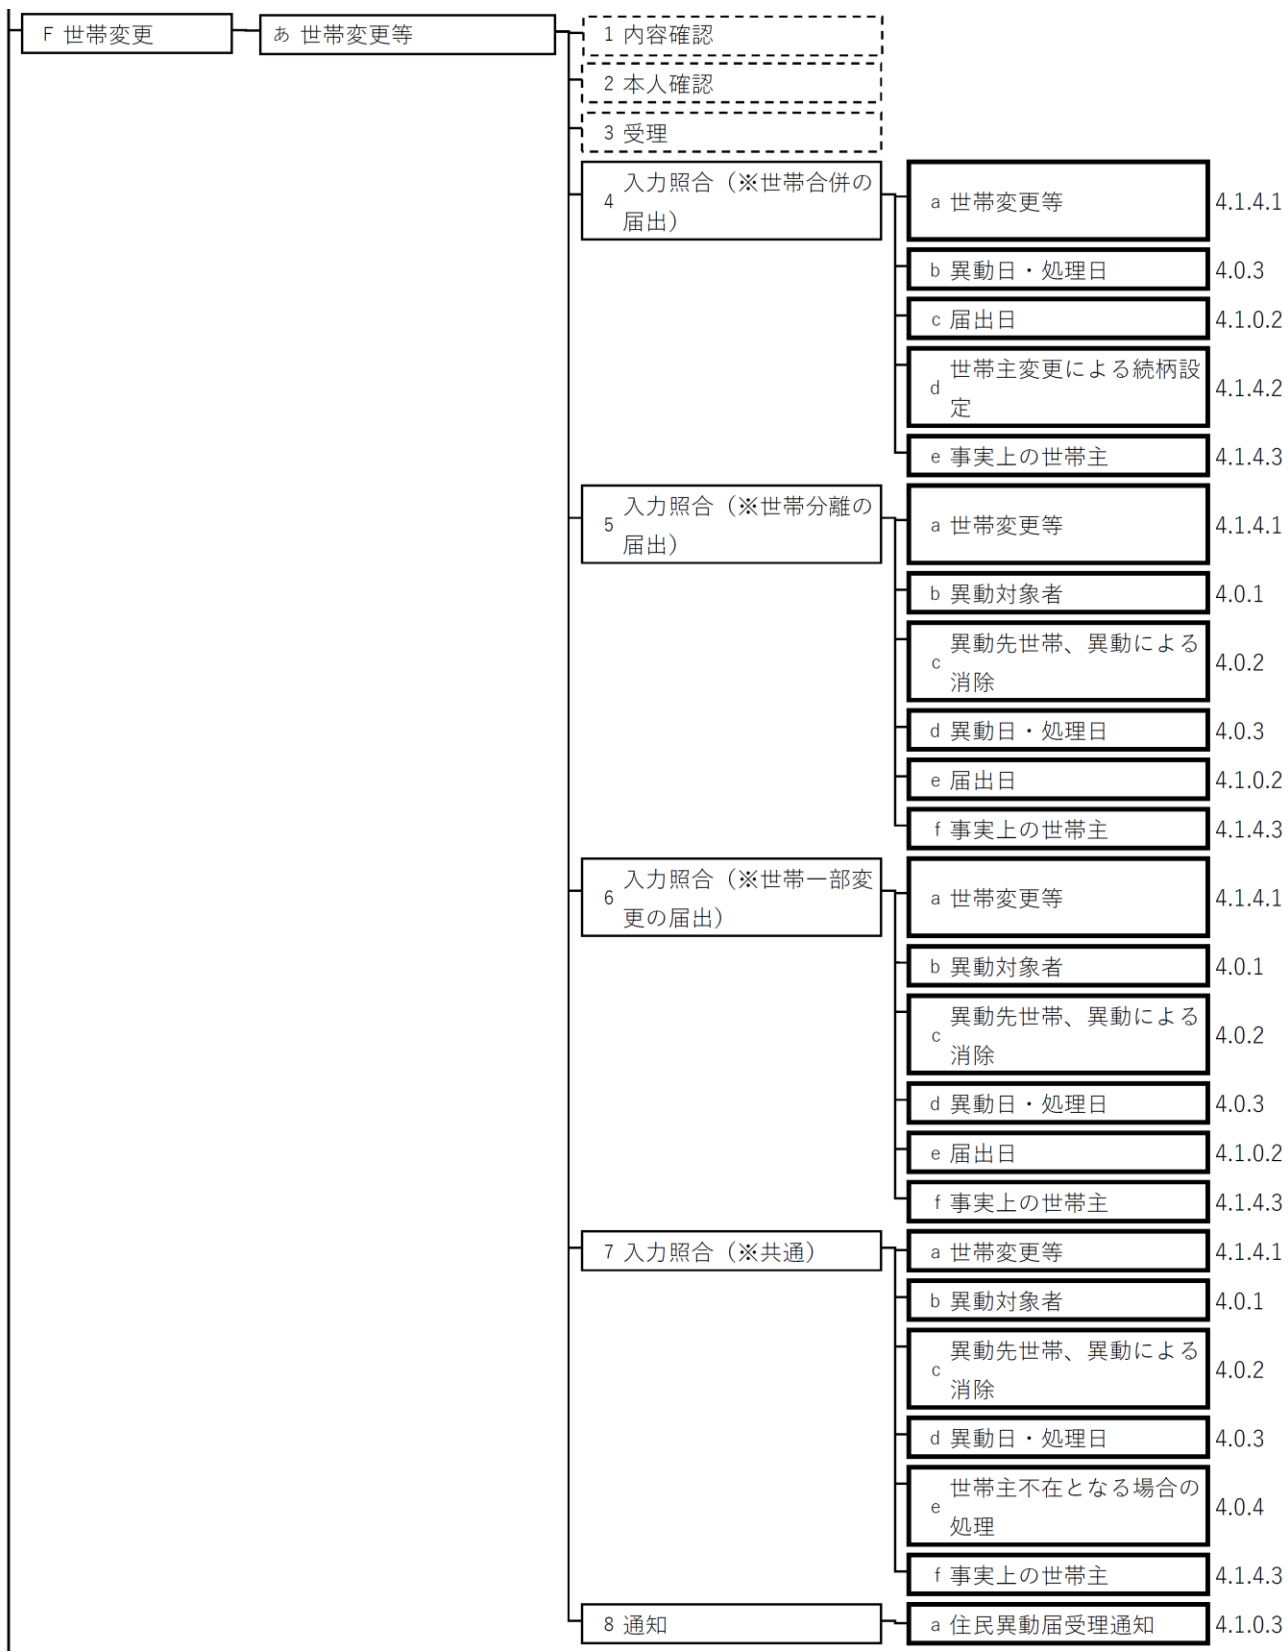 F 世帯変更
あ 世帯変更等
1 内容確認
2 本人確認
3 受理
4 入力照合（※世帯合併の
届出）
a 世帯変更等 4.1.4.1
b 異動日・処理日 4.0.3
c 届出日 4.1.0.2
d 世帯主変更による続柄設
定 4.1.4.2
e 事実上の世帯主 4.1.4.3
5 入力照合（※世帯分離の
届出）
a 世帯変更等 4.1.4.1
b 異動対象者 4.0.1
c 異動先世帯、異動による
消除 4.0.2
d 異動日・処理日 4.0.3
e 届出日 4.1.0.2
f 事実上の世帯主 4.1.4.3
6 入力照合（※世帯一部変
更の届出）
a 世帯変更等 4.1.4.1
b 異動対象者 4.0.1
c 異動先世帯、異動による
消除 4.0.2
d 異動日・処理日 4.0.3
e 届出日 4.1.0.2
f 事実上の世帯主 4.1.4.3
7 入力照合（※共通）
a 世帯変更等 4.1.4.1
b 異動対象者 4.0.1
c 異動先世帯、異動による
消除 4.0.2
d 異動日・処理日 4.0.3
e 世帯主不在となる場合の
処理 4.0.4
f 事実上の世帯主 4.1.4.3
8 通知
a 住民異動届受理通知 4.1.0.3